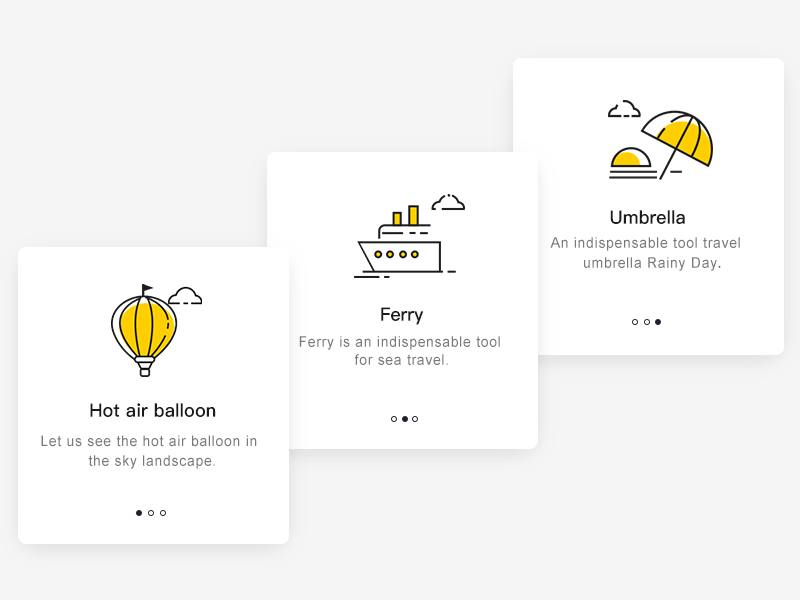 Umbrella
An indispensable tool travel
umbrella Rainy Day.
Ferry
Ferry is an indispensable tool
for sea travel.
Hot air balloon
Let us see the hot air balloon in
the sky landscape.